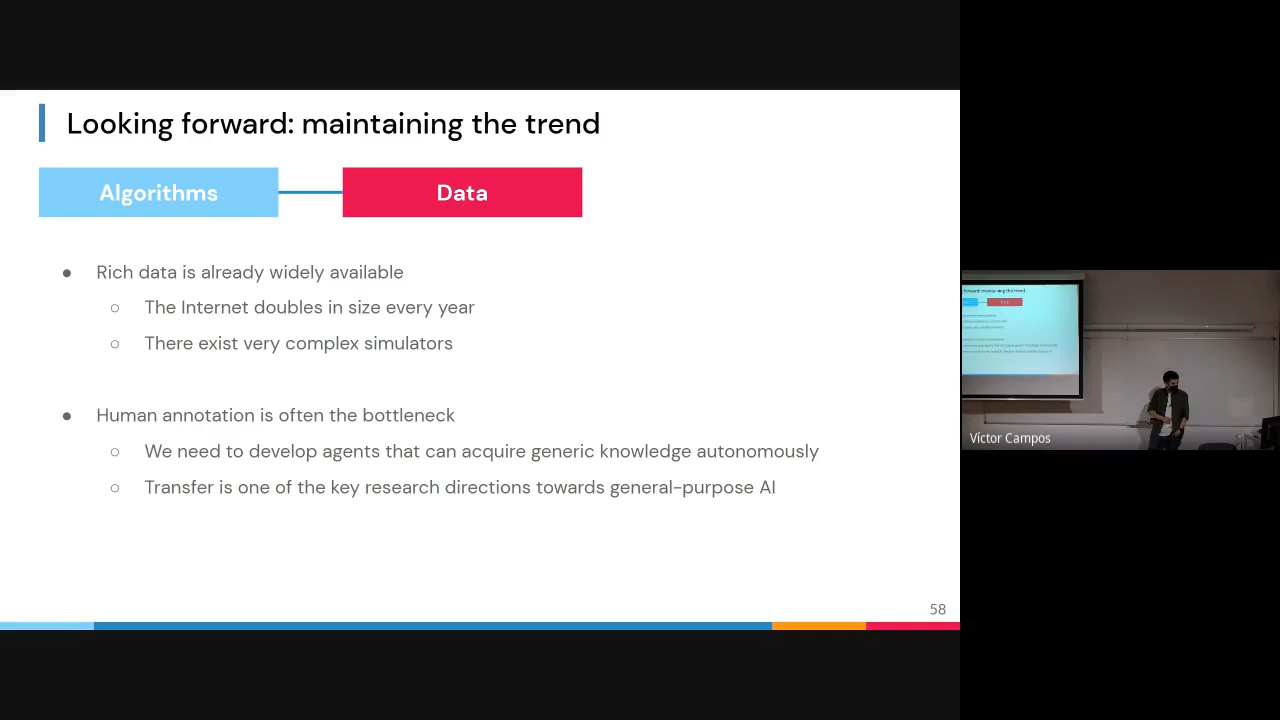 Looking forward: maintaining the trend
Algorithms
Data
● Rich data is already widely available
○ The Internet doubles in size every year
○ There exist very complex simulators
● Human annotation is often the bottleneck
○ We need to develop agents that can acquire generic knowledge autonomously
○ Transfer is one of the key research directions towards general-purpose AI
58
Víctor Campos